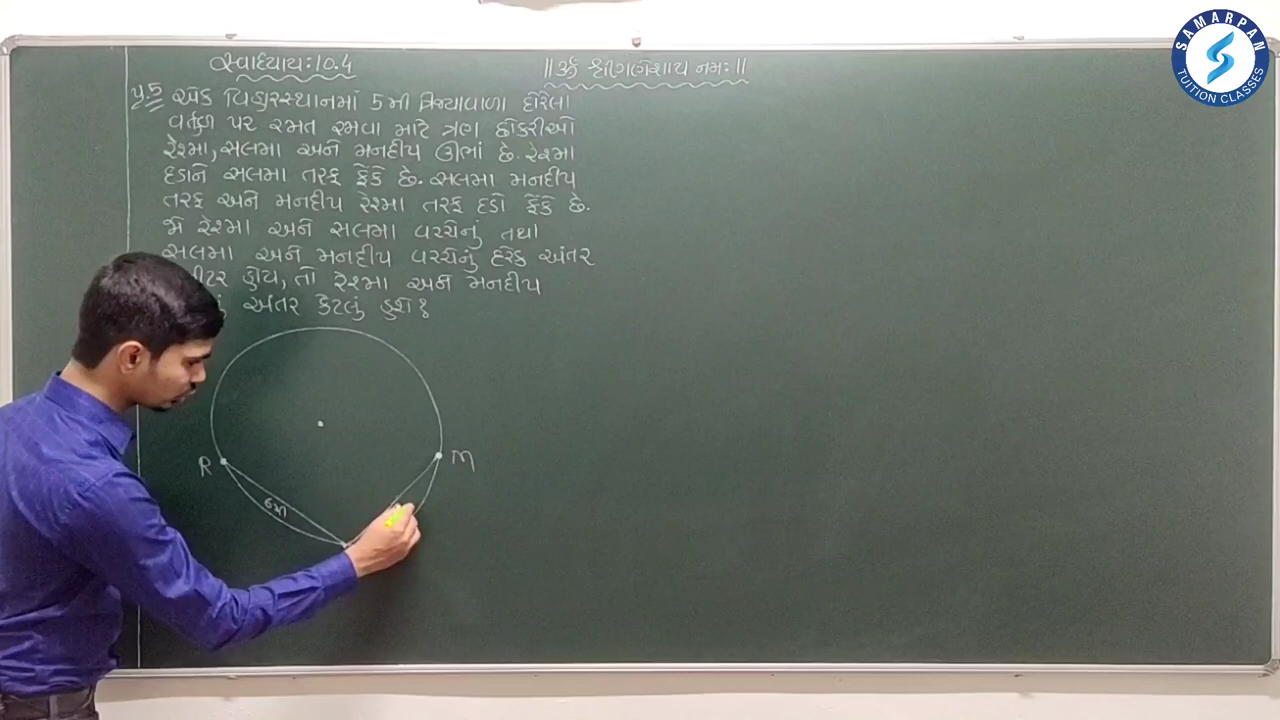 સ્વાધ્યાય:10.4
||ૐ શ્રી ગણેશાય નમ:||
પ્ર.5 એક વિહારસ્થાનમાં 5મી ત્રિજ્યાવાળા દોરેલા
વર્તુળ પર રમત રમવા માટે ત્રણ છોકરીઓ
રેશ્મા, સલમા અને મનદીપ ઊભાં છે. રેશ્મા
દડાને સલમા તરફ ફેંકે છે. સલમા મનદીપ
તરફ અને મનદીપ રેશ્મા તરફ દડો ફેંકે છે.
જો રેશ્મા અને સલમા વચ્ચેનું તથા
સલમા અને મનદીપ વચ્ચેનું દરેક અંતર
હોય, તો રેશ્મા અને મનદીપ
અંતર કેટલું હશે?
R
M
6મી
SAMARPAN
TUITION CLASSES